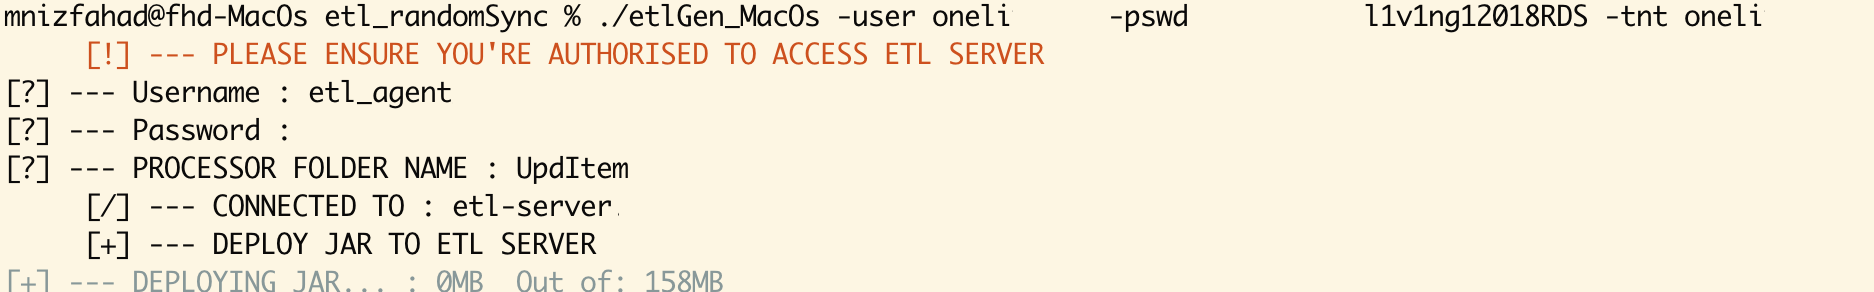 mnizfahad@fhd-MacOs etl_randomSync % ./etlGen_MacOs -user oneli -pswd l1v1ng12018RDS -tnt oneli
[!] --- PLEASE ENSURE YOU'RE AUTHORISED TO ACCESS ETL SERVER
[?] --- Username : etl_agent
[?] --- Password :
[?] --- PROCESSOR FOLDER NAME : UpdItem
[/] --- CONNECTED TO : etl-server
[+] --- DEPLOY JAR TO ETL SERVER
[+] --- DEPLOYING JAR... : 0MB Out of: 158MB